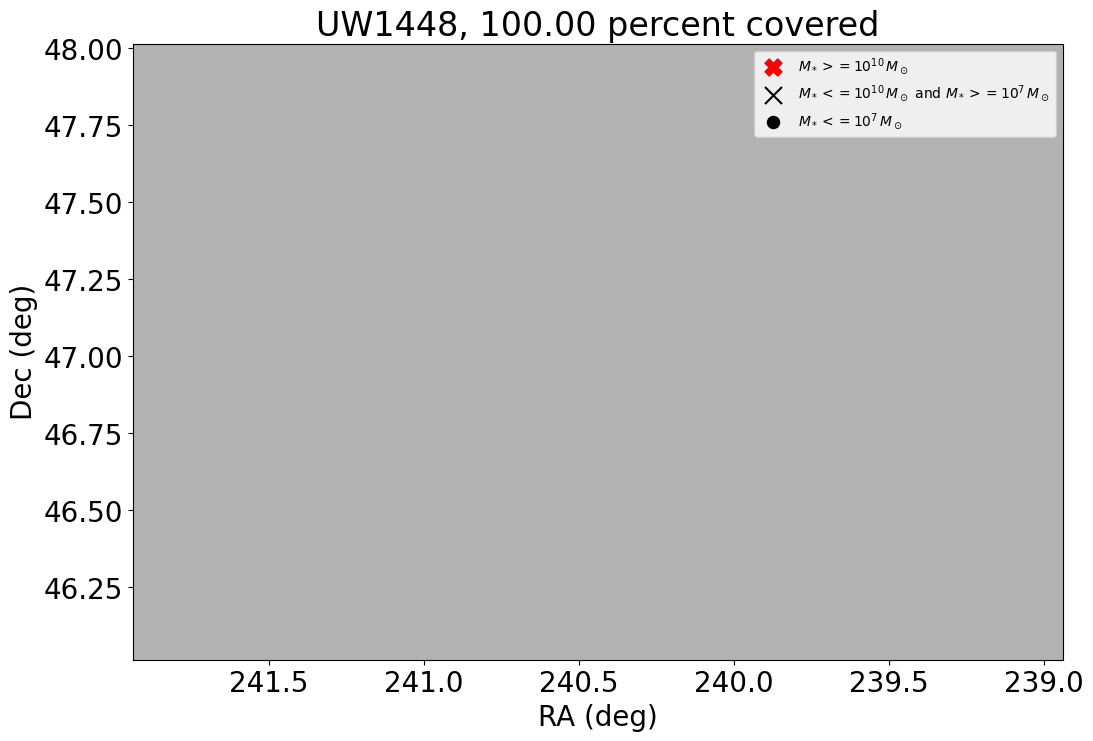 UW1448, 100.00 percent covered
M* >= 10^10 M⊙
M* <= 10^10 M⊙ and M* >= 10^7 M⊙
M* <= 10^7 M⊙
48.00
47.75
47.50
47.25
47.00
46.75
46.50
46.25
Dec (deg)
241.5 241.0 240.5 240.0 239.5 239.0
RA (deg)